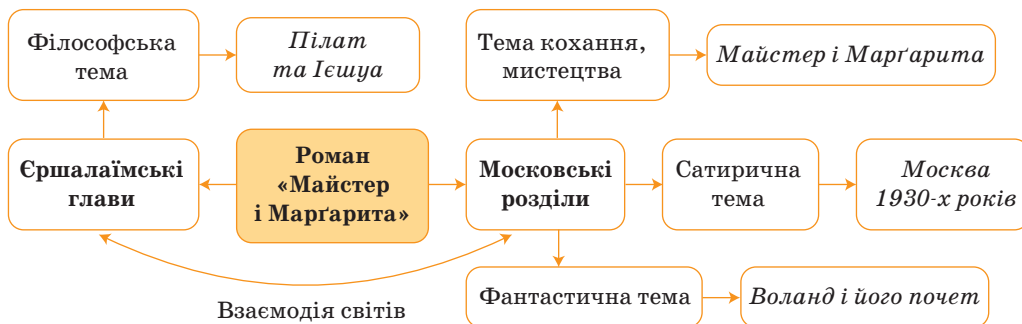 Філософська
тема
Пілат
та Ієшуа
Тема кохання,
мистецтва
Майстер і Марґарита
Єршалаїмські
глави
Роман
«Майстер
і Марґарита»
Московські
розділи
Сатирична
тема
Москва
1930-х років
Взаємодія світів
Фантастична тема
Воланд і його почет